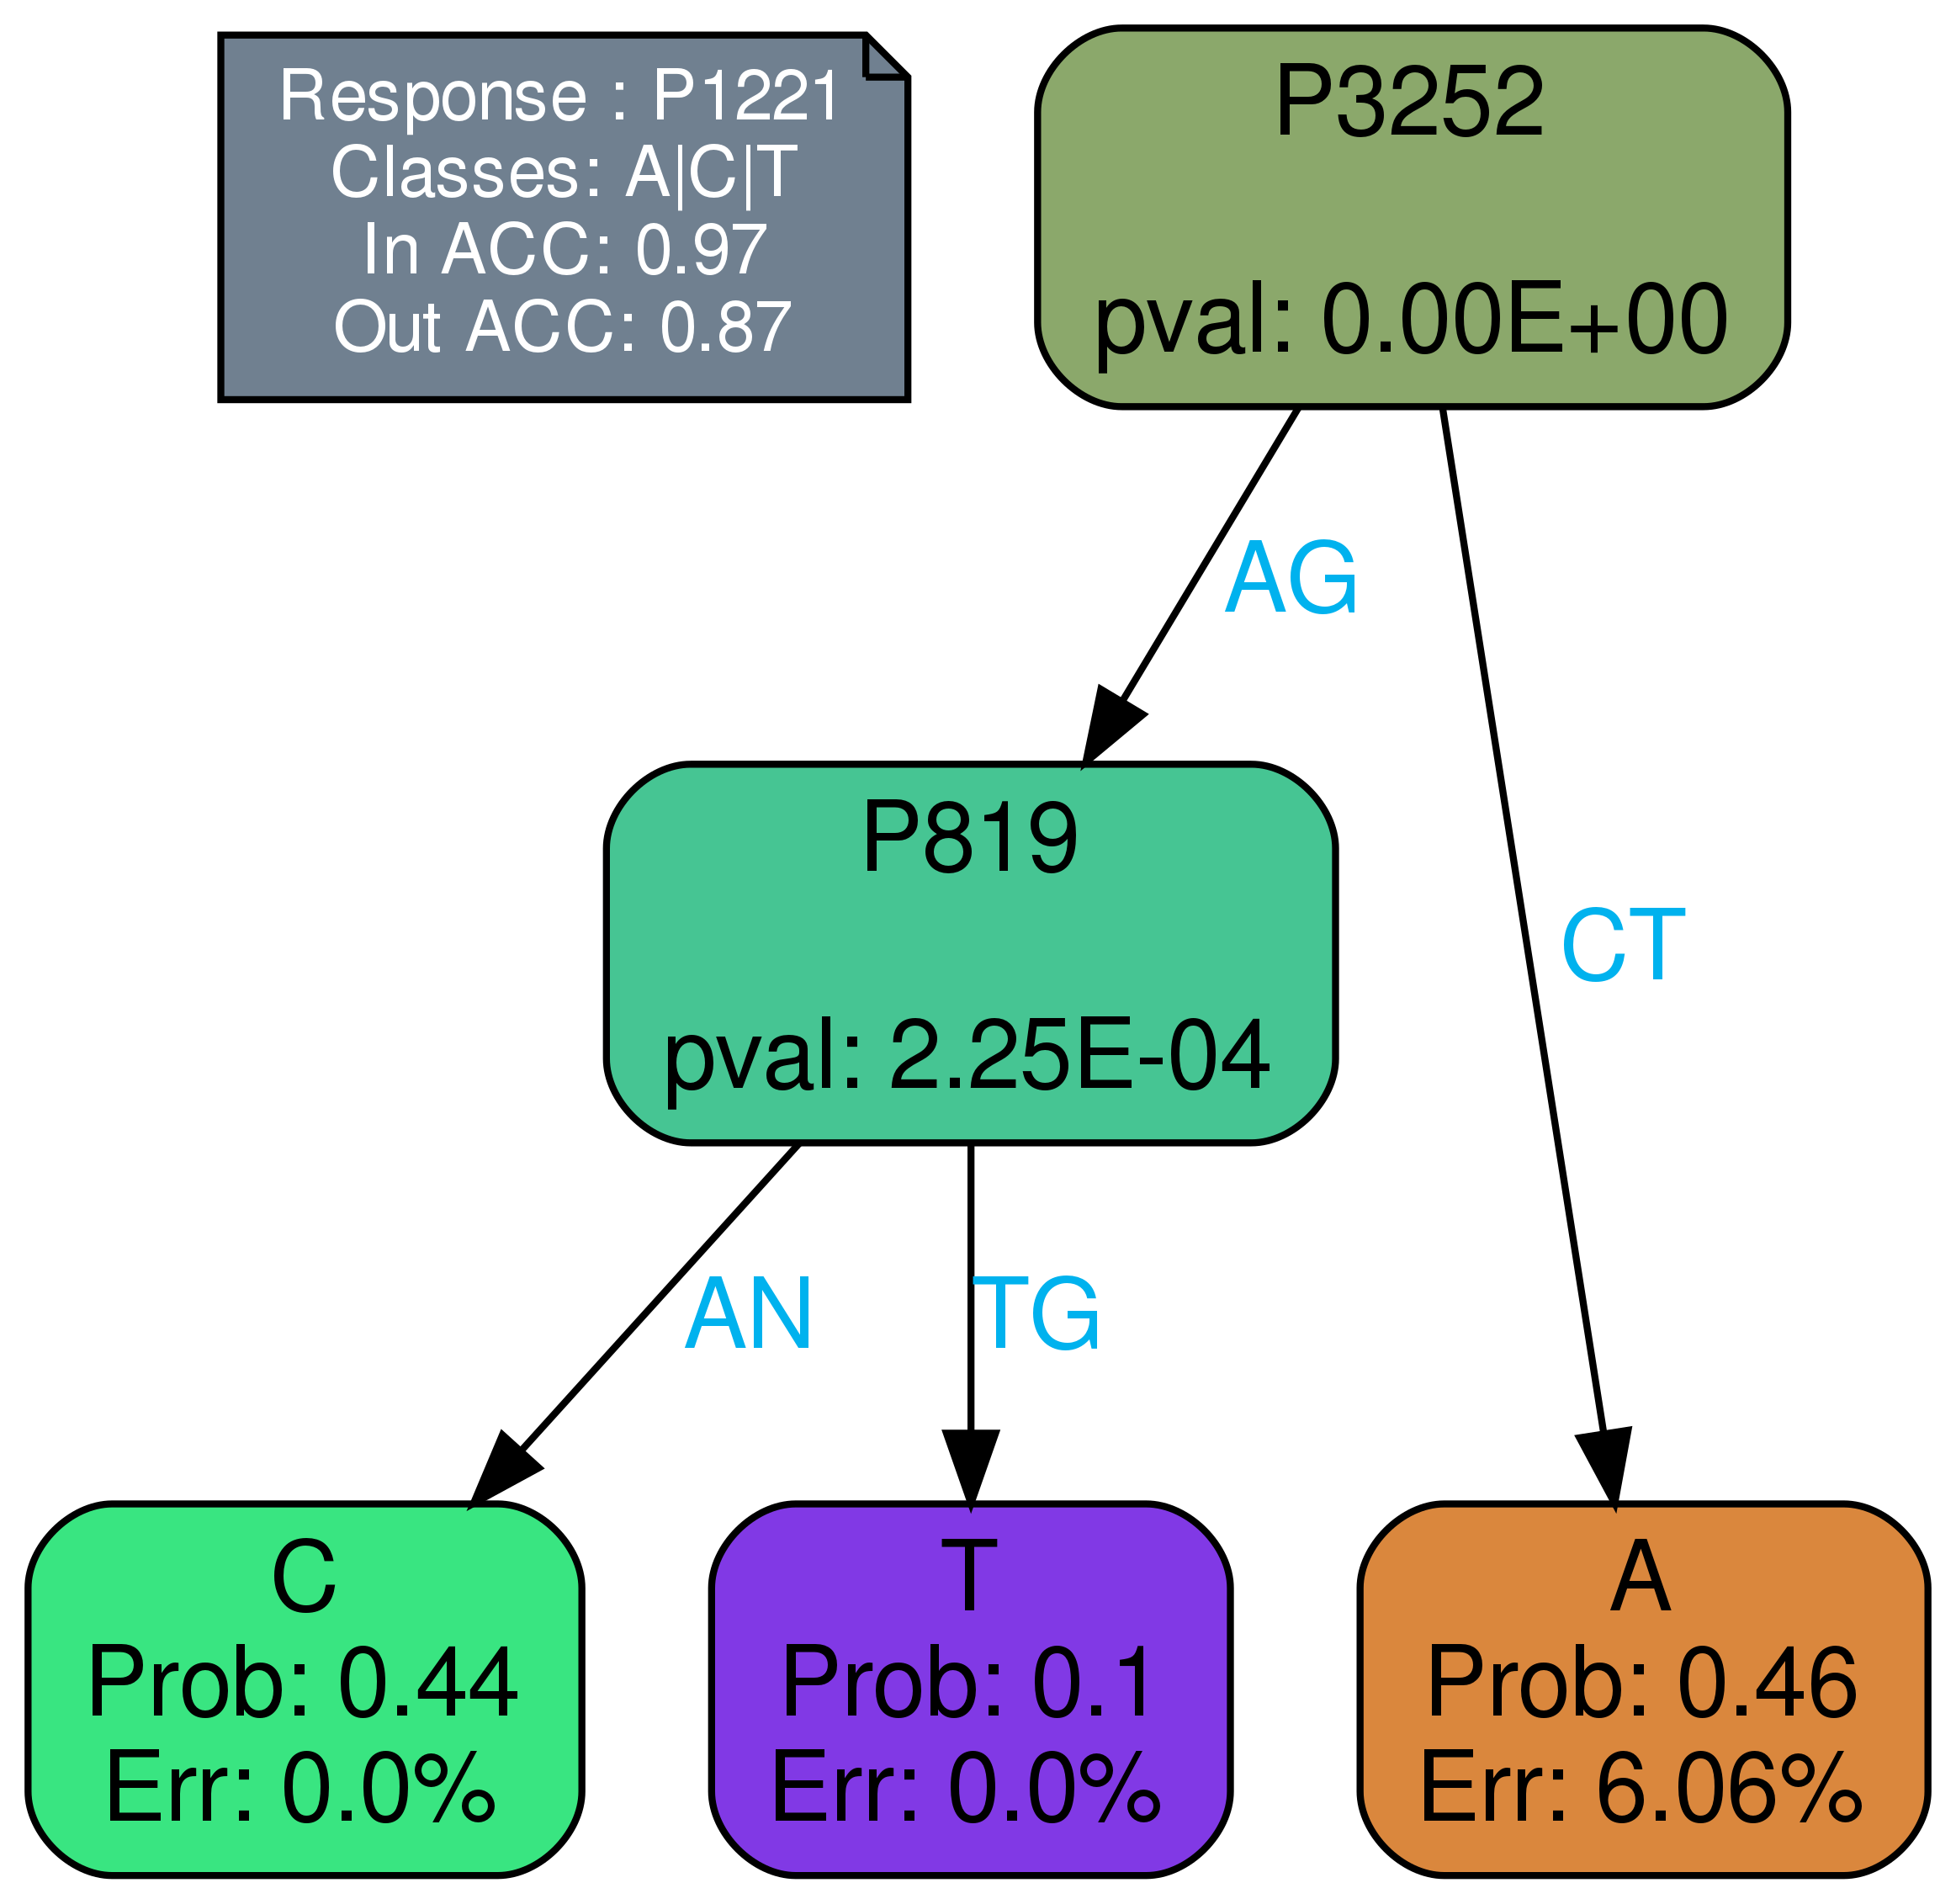 Response : P1221
Classes: A|C|T
In ACC: 0.97
Out ACC: 0.87
P3252
pval: 0.00E+00
AG
P819
pval: 2.25E-04
CT
AN
TG
C
Prob: 0.44
Err: 0.0%
T
Prob: 0.1
Err: 0.0%
A
Prob: 0.46
Err: 6.06%